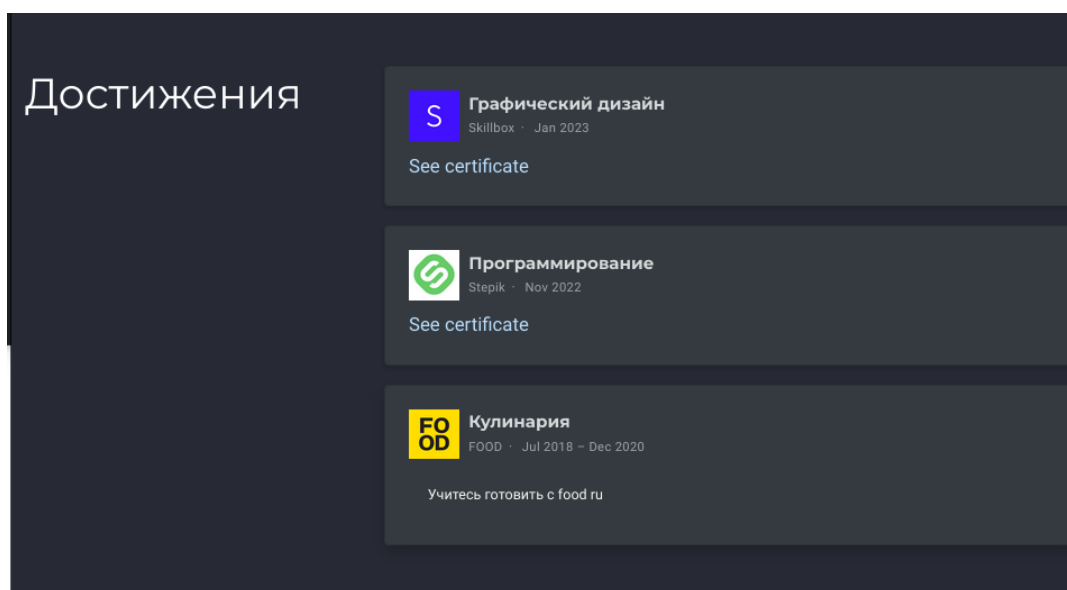 Достижения
S
Графический дизайн
Skillbox · Jan 2023
See certificate
Программирование
Stepik · Nov 2022
See certificate
FO
OD
Кулинария
FOOD · Jul 2018 – Dec 2020
Учитесь готовить с food ru